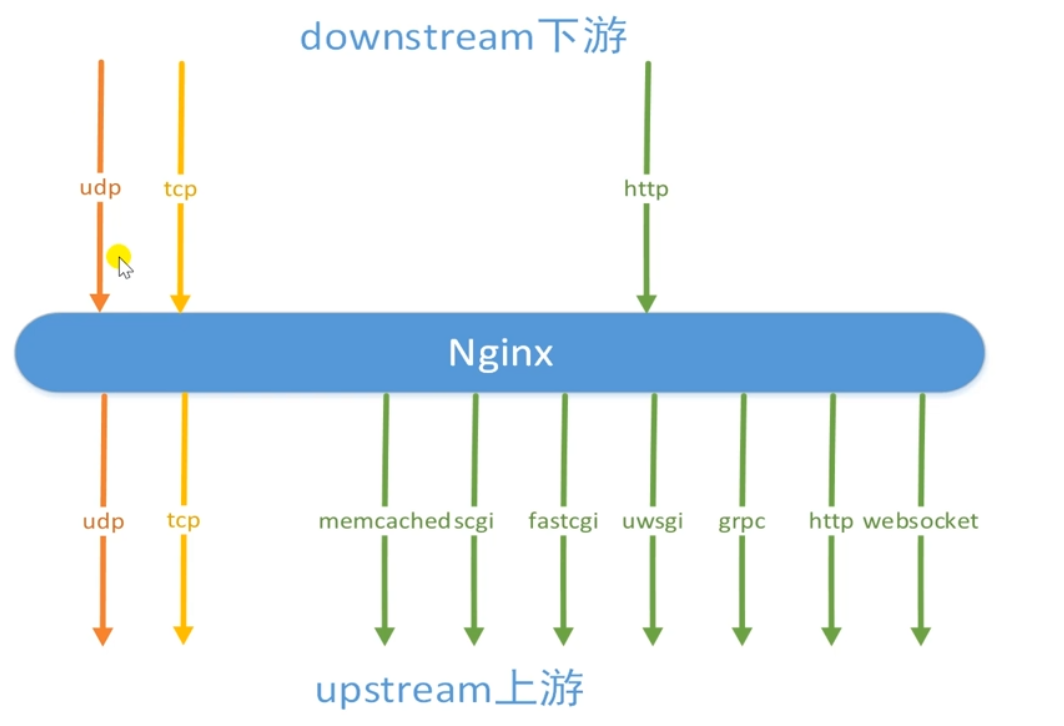 downstream下游
udp tcp http
Nginx
udp tcp memcached scgi fastcgi uwsgi grpc http websocket
upstream上游